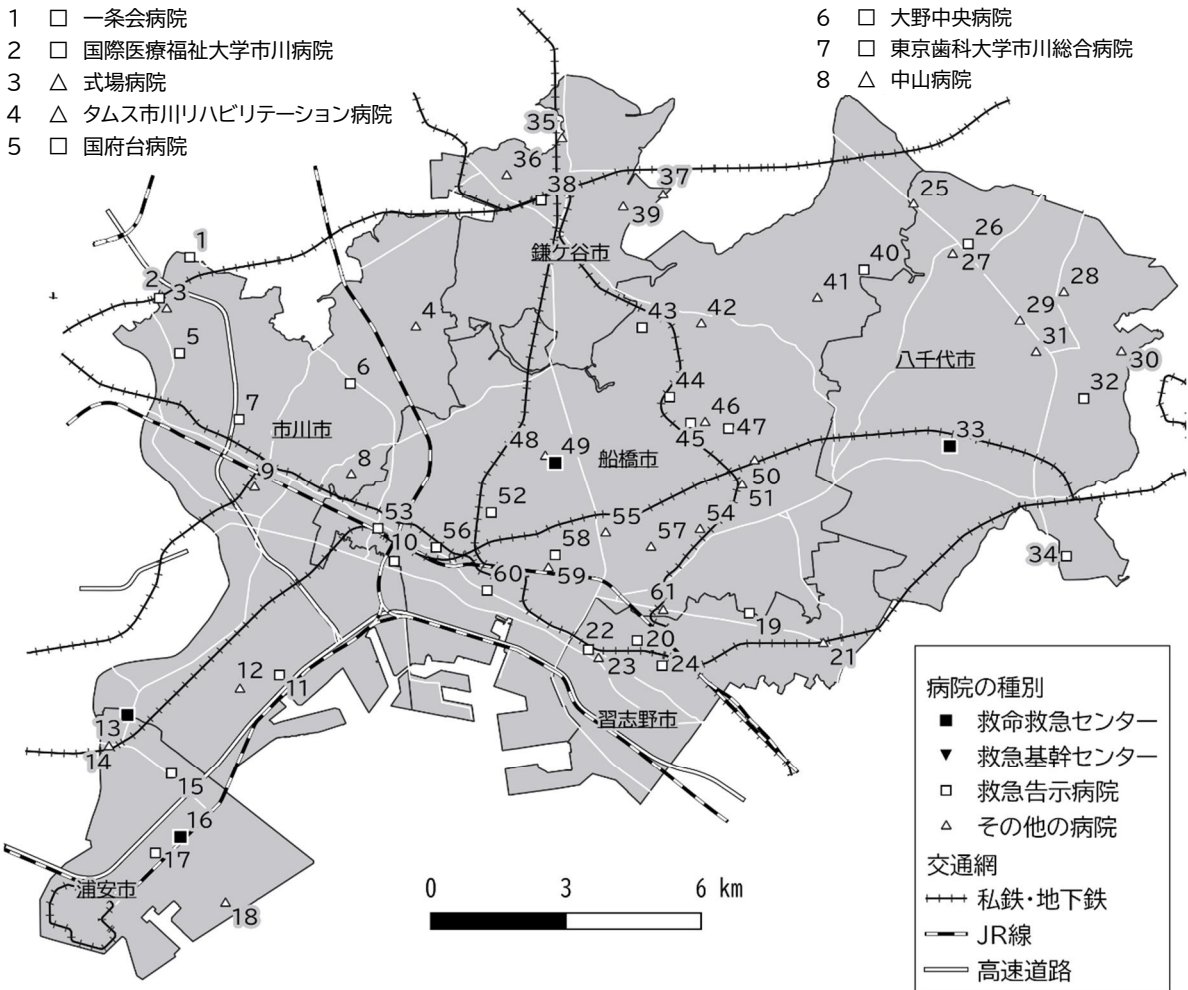 1 □ 一条会病院
2 □ 国際医療福祉大学市川病院
3 △ 式場病院
4 △ タムス市川リハビリテーション病院
5 □ 国府台病院
6 □ 大野中央病院
7 □ 東京歯科大学市川総合病院
8 △ 中山病院
35
36
38
37
39
25
1
鎌ケ谷市
26
27
40
2
3
41
28
4
43
42
29
5
31
30
八千代市
6
44
32
7
46
市川市
45
47
48
49
33
船橋市
8
9
50
51
52
53
55
54
10
56
58
57
34
60
59
61
19
22
20
21
12
23
24
11
病院の種別
13
習志野市
■ 救命救急センター
14
▼ 救急基幹センター
15
□ 救急告示病院
16
△ その他の病院
17
交通網
浦安市
0 3 6 km
私鉄・地下鉄
18
JR線
高速道路